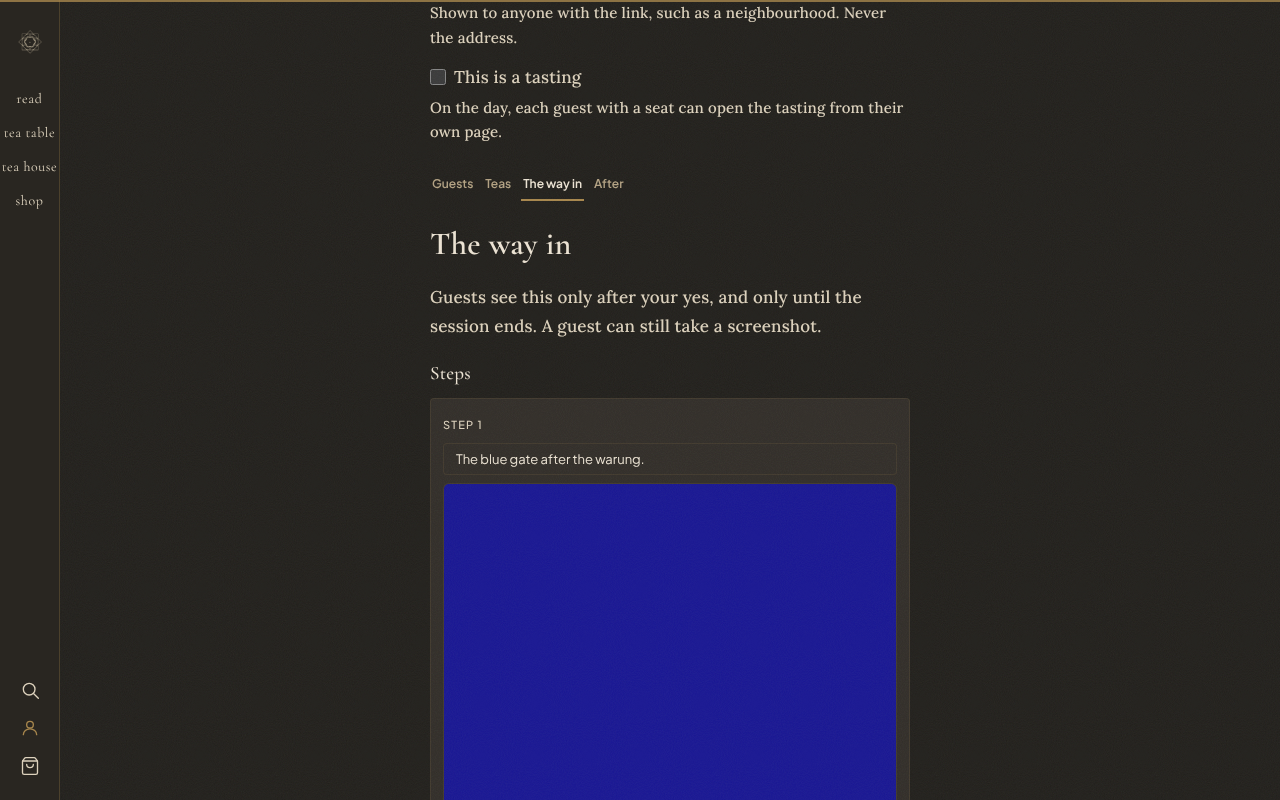 Shown to anyone with the link, such as a neighbourhood. Never
the address.
read
This is a tasting
tea table
On the day, each guest with a seat can open the tasting from their
own page.
tea house
Guests Teas The way in After
shop
The way in
Guests see this only after your yes, and only until the
session ends. A guest can still take a screenshot.
Steps
STEP 1
The blue gate after the warung.